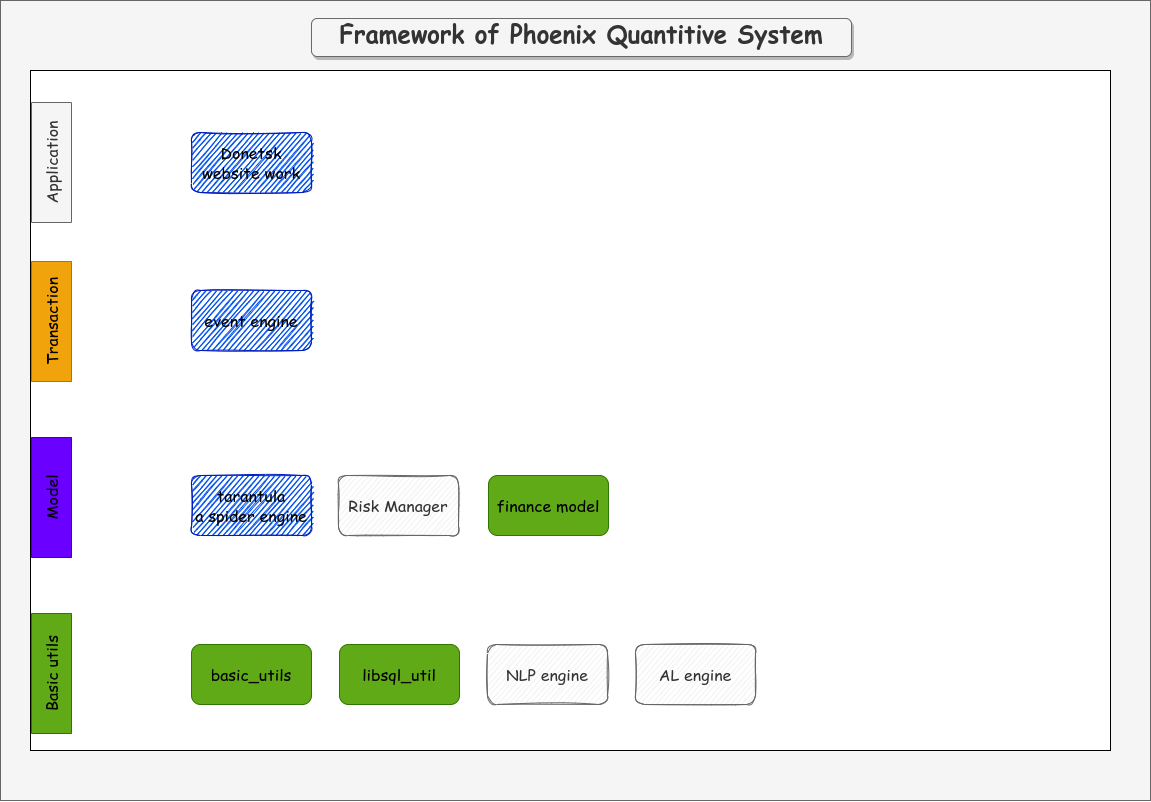 Framework of Phoenix Quantitive System
Application
Donetsk
website work
Transaction
event engine
Model
tarantula
a spider engine
Risk Manager
finance model
Basic utils
basic_utils
libsql_util
NLP engine
AL engine